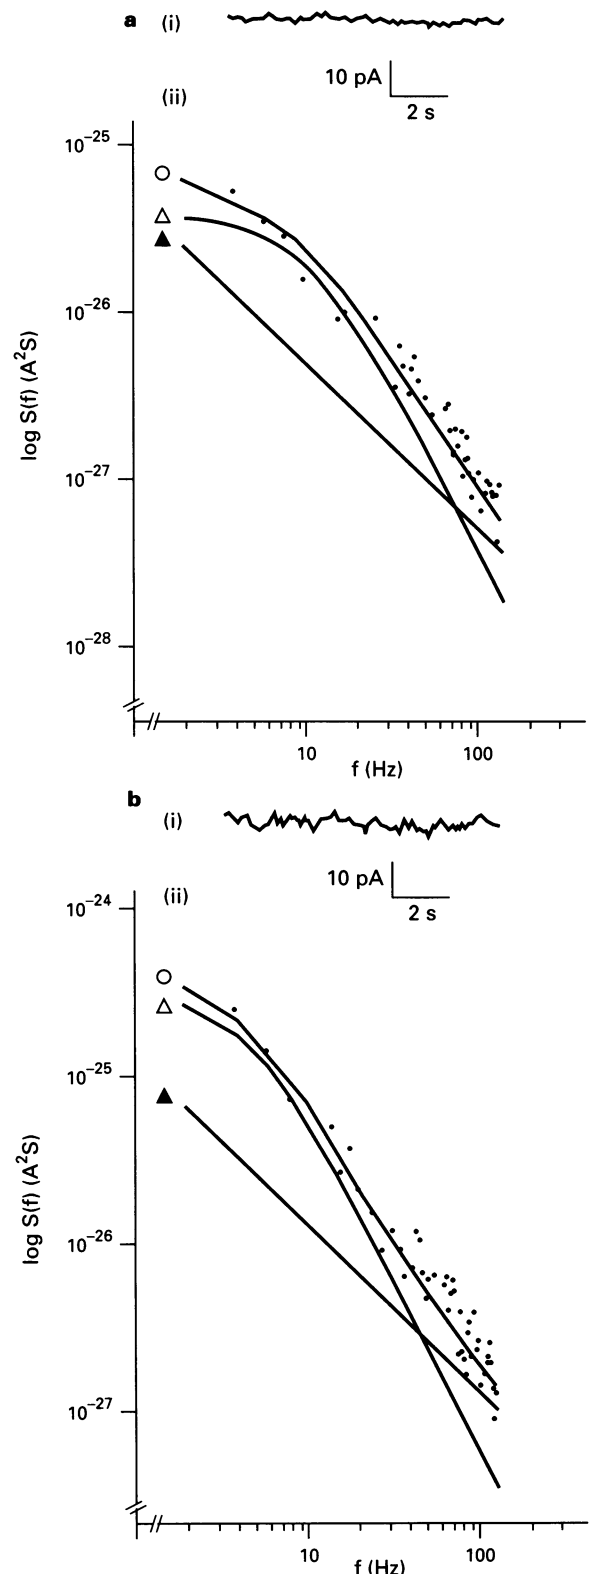 a (i)
10 pA
2 s
(ii)
10⁻²⁵
10⁻²⁶
10⁻²⁷
10⁻²⁸
log S(f) (A²S)
10 100
f (Hz)
b (i)
10 pA
2 s
(ii)
10⁻²⁴
10⁻²⁵
10⁻²⁶
10⁻²⁷
log S(f) (A²S)
10 100
f (Hz)